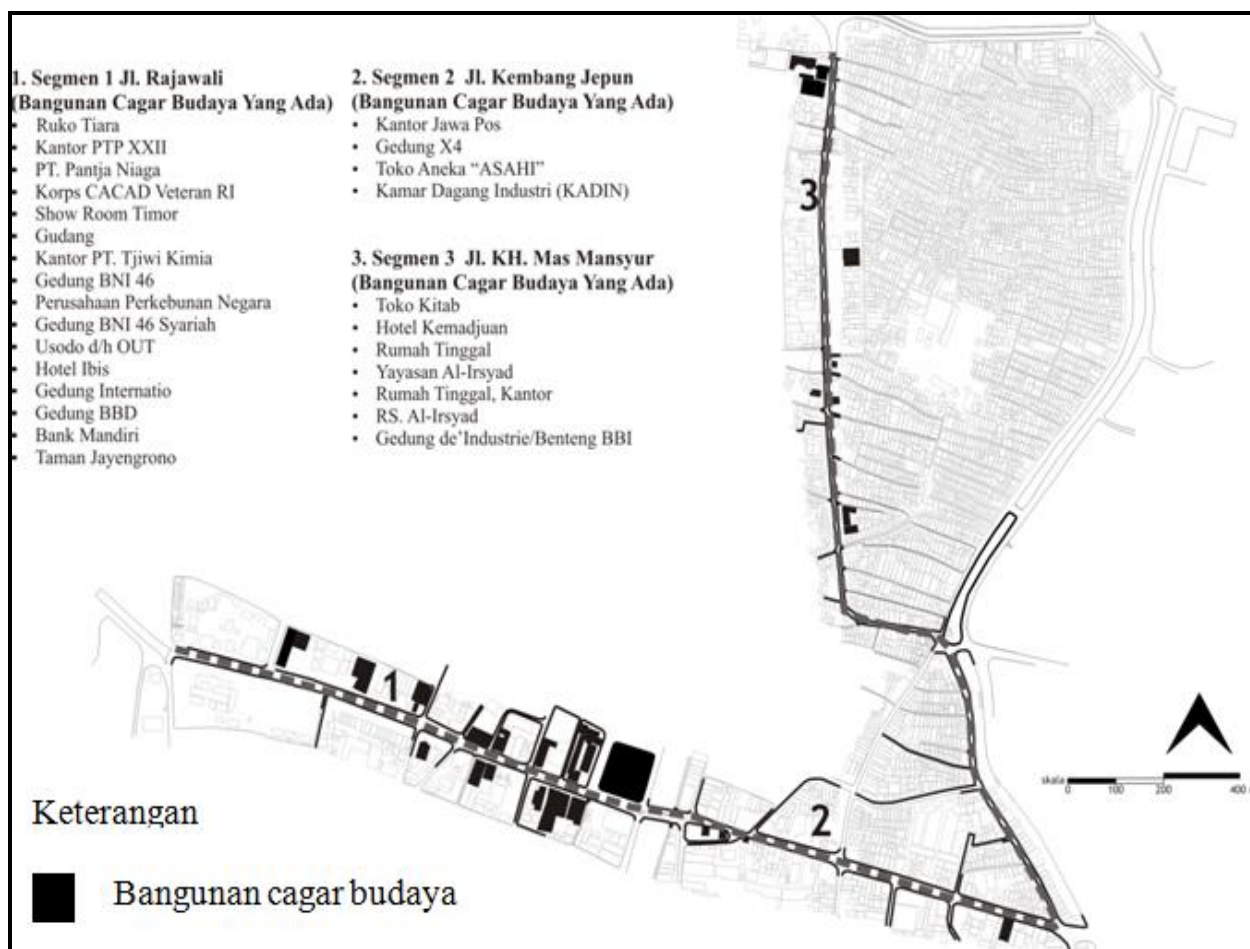 1. Segmen 1 Jl. Rajawali
(Bangunan Cagar Budaya Yang Ada)
• Ruko Tiara
• Kantor PTP XXII
• PT. Pantja Niaga
• Korps CACAD Veteran RI
• Show Room Timor
• Gudang
• Kantor PT. Tjiwi Kimia
• Gedung BNI 46
• Perusahaan Perkebunan Negara
• Gedung BNI 46 Syariah
• Usodo d/h OUT
• Hotel Ibis
• Gedung Internatio
• Gedung BBD
• Bank Mandiri
• Taman Jayengrono
2. Segmen 2 Jl. Kembang Jepun
(Bangunan Cagar Budaya Yang Ada)
• Kantor Jawa Pos
• Gedung X4
• Toko Aneka “ASAHI”
• Kamar Dagang Industri (KADIN)
3. Segmen 3 Jl. KH. Mas Mansyur
(Bangunan Cagar Budaya Yang Ada)
• Toko Kitab
• Hotel Kemadjuan
• Rumah Tinggal
• Yayasan Al-Irsyad
• Rumah Tinggal, Kantor
• RS. Al-Irsyad
• Gedung de’Industrie/Benteng BBI
3
1
2
skala
0 100 200 400
Keterangan
Bangunan cagar budaya